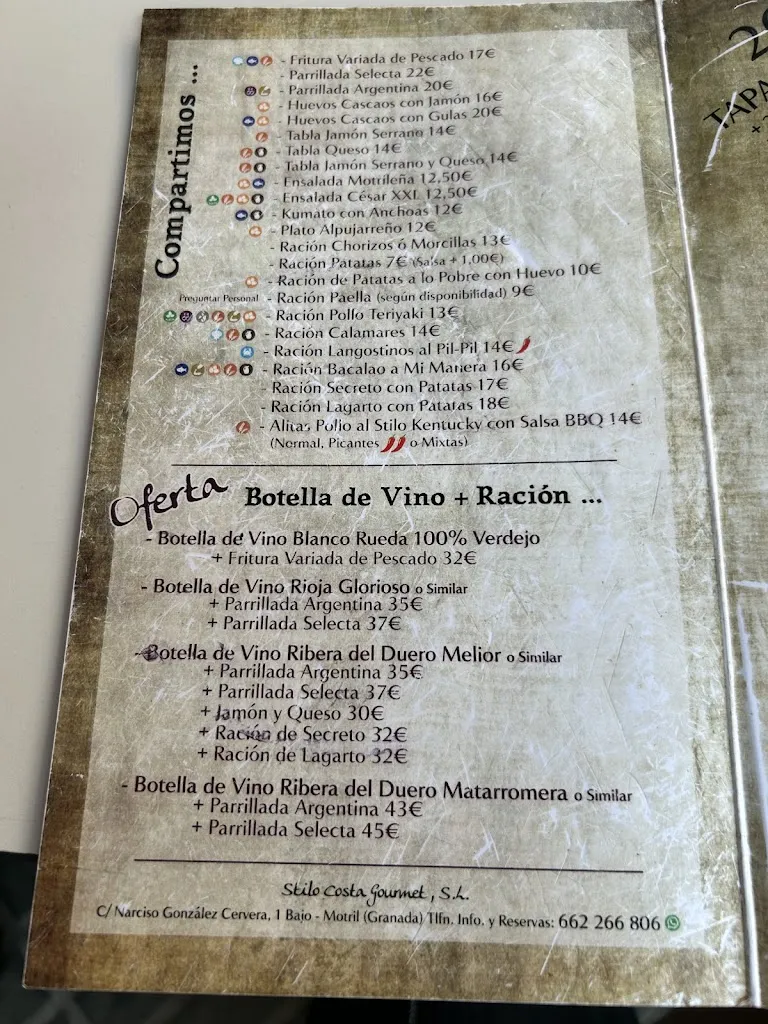 Compartimos ...
- Fritura Variada de Pescado 17€
- Parrillada Selecta 22€
- Parrillada Argentina 20€
- Huevos Cascaos con Jamón 16€
- Huevos Cascaos con Gulas 20€
- Tabla Jamón Serrano 14€
- Tabla Queso 14€
- Tabla Jamón Serrano y Queso 14€
- Ensalada Motrileña 12,50€
- Ensalada César XXL 12,50€
- Kumato con Anchoas 12€
- Plato Alpujarreño 12€
- Ración Chorizos ó Morcillas 13€
- Ración Patatas 7€ (Salsa + 1,00€)
- Ración de Patatas a lo Pobre con Huevo 10€
Preguntar Personal - Ración Paella (según disponibilidad) 9€
- Ración Pollo Teriyaki 13€
- Ración Calamares 14€
- Ración Langostinos al Pil-Pil 14€
- Ración Bacalao a Mi Manera 16€
- Ración Secreto con Patatas 17€
- Ración Lagarto con Patatas 18€
- Alitas Pollo al Stilo Kentucky con Salsa BBQ 14€
(Normal, Picantes o Mixtas)
Oferta Botella de Vino + Ración ...
- Botella de Vino Blanco Rueda 100% Verdejo
+ Fritura Variada de Pescado 32€
- Botella de Vino Rioja Glorioso o Similar
+ Parrillada Argentina 35€
+ Parrillada Selecta 37€
- Botella de Vino Ribera del Duero Melior o Similar
+ Parrillada Argentina 35€
+ Parrillada Selecta 37€
+ Jamón y Queso 30€
+ Ración de Secreto 32€
+ Ración de Lagarto 32€
- Botella de Vino Ribera del Duero Matarromera o Similar
+ Parrillada Argentina 43€
+ Parrillada Selecta 45€
Stilo Costa Gourmet, S.L.
C/ Narciso González Cervera, 1 Bajo - Motril (Granada) Tlfn. Info. y Reservas: 662 266 806